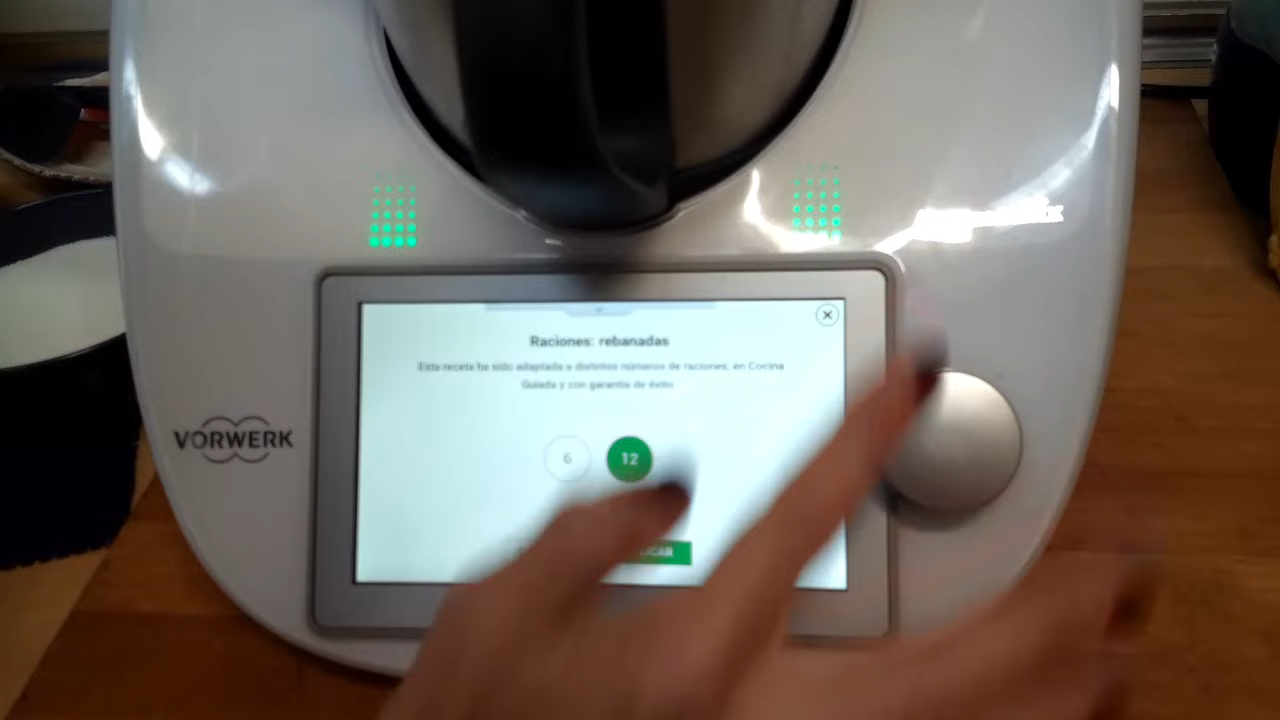 Raciones: rebanadas
Esta receta ha sido adaptada a distintos números de raciones, en Cocina
Guiada y con garantía de éxito
6 12
VORWERK